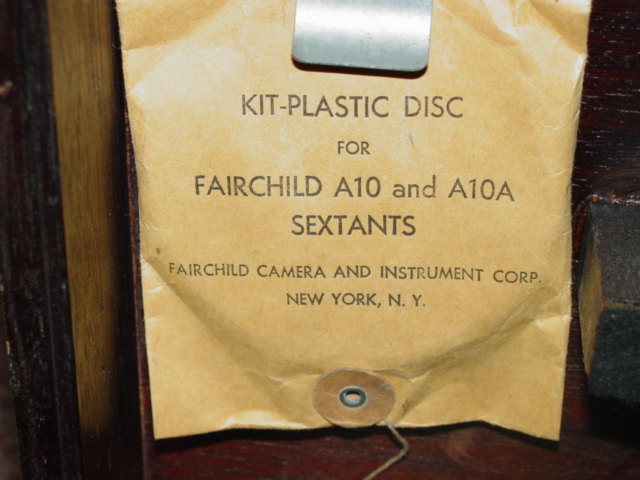 KIT-PLASTIC DISC
FOR
FAIRCHILD A10 and A10A
SEXTANTS
FAIRCHILD CAMERA AND INSTRUMENT CORP.
NEW YORK, N. Y.